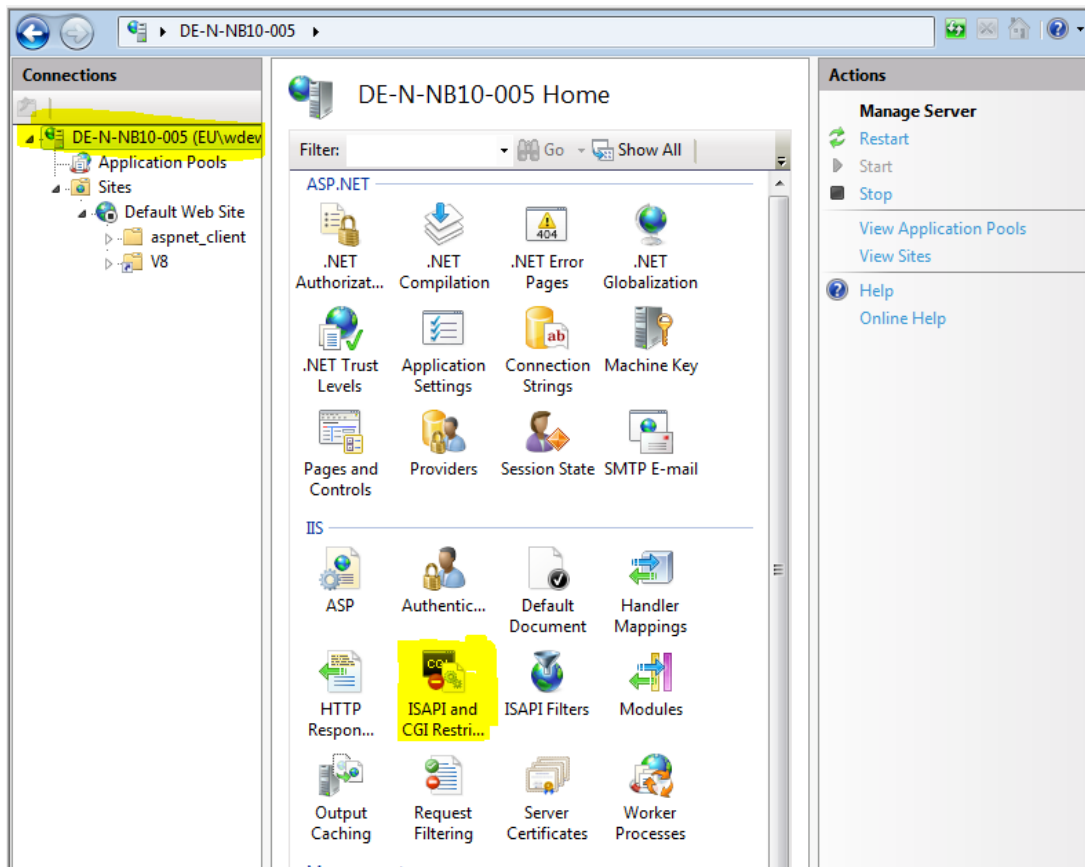 DE-N-NB10-005
Connections
DE-N-NB10-005 (EU\wdev
Application Pools
Sites
Default Web Site
aspnet_client
V8
DE-N-NB10-005 Home
Filter: Go Show All
ASP.NET
.NET Authorizat...
.NET Compilation
.NET Error Pages
.NET Globalization
.NET Trust Levels
Application Settings
Connection Strings
Machine Key
Pages and Controls
Providers
Session State
SMTP E-mail
IIS
ASP
Authentic...
Default Document
Handler Mappings
HTTP Respon...
ISAPI and CGI Restri...
ISAPI Filters
Modules
Output Caching
Request Filtering
Server Certificates
Worker Processes
Actions
Manage Server
Restart
Start
Stop
View Application Pools
View Sites
Help
Online Help